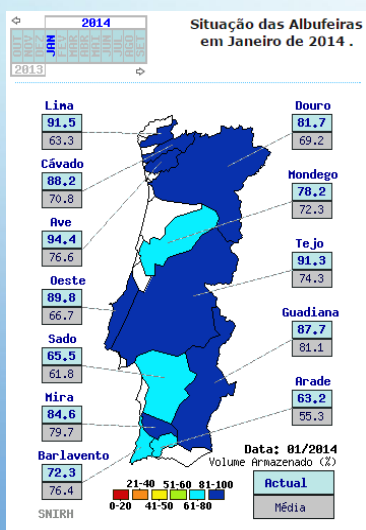 2014
JAN
2013
Situação das Albufeiras
em Janeiro de 2014 .
Lima
91.5
63.3
Cávado
88.2
70.8
Ave
94.4
76.6
Oeste
89.8
66.7
Sado
65.5
61.8
Mira
84.6
79.7
Barlavento
72.3
76.4
Douro
81.7
69.2
Mondego
78.2
72.3
Tejo
91.3
74.3
Guadiana
87.7
81.1
Arade
63.2
55.3
Data: 01/2014
Volume Armazenado (%)
21-40 51-60 81-100
0-20 41-50 61-80
Actual
Média
SNIRH